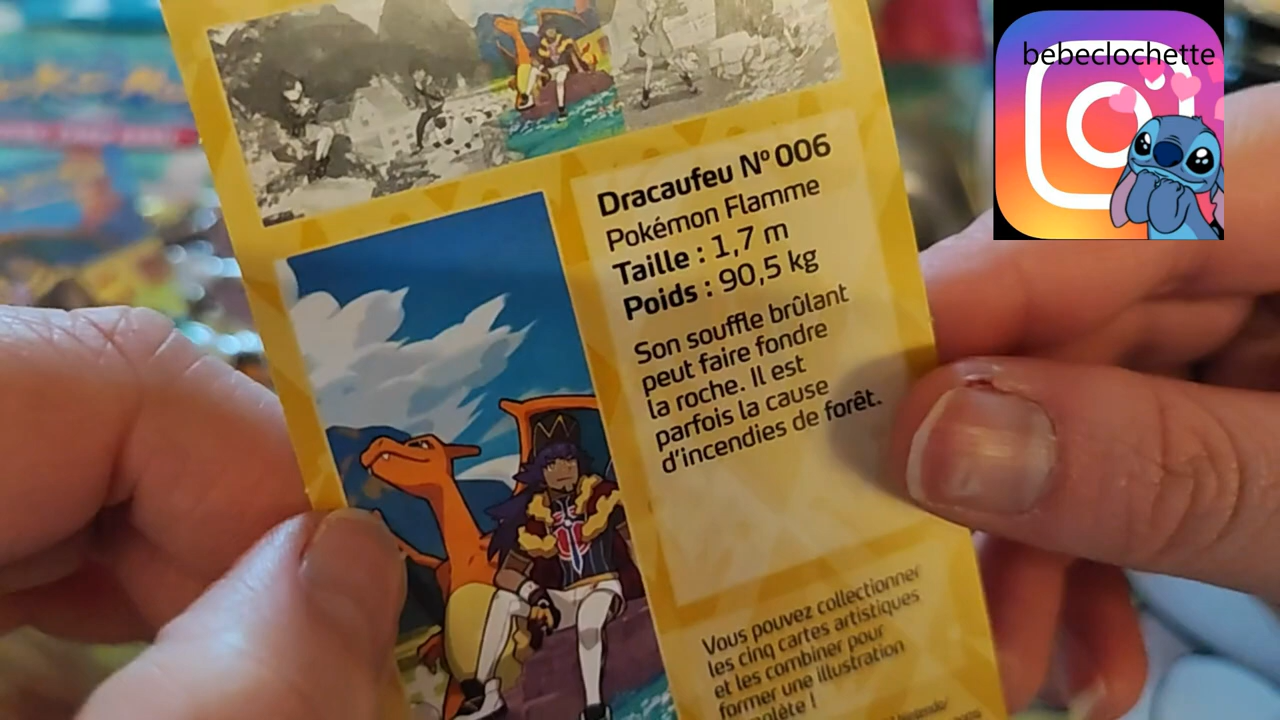 bebeclochette
Dracaufeu Nº 006
Pokémon Flamme
Taille : 1,7 m
Poids : 90,5 kg
Son souffle brûlant
peut faire fondre
la roche. Il est
parfois la cause
d'incendies de forêt.
Vous pouvez collectionner
les cinq cartes artistiques
et les combiner pour
former une illustration
Nintendo/